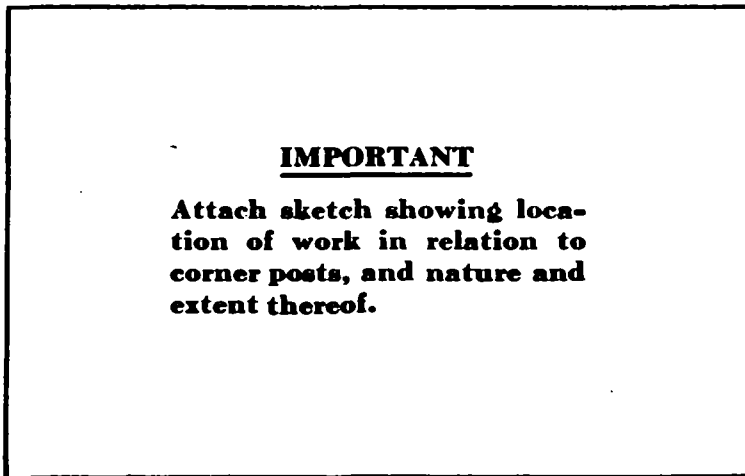 IMPORTANT
Attach sketch showing loca-
tion of work in relation to
corner posts, and nature and
extent thereof.